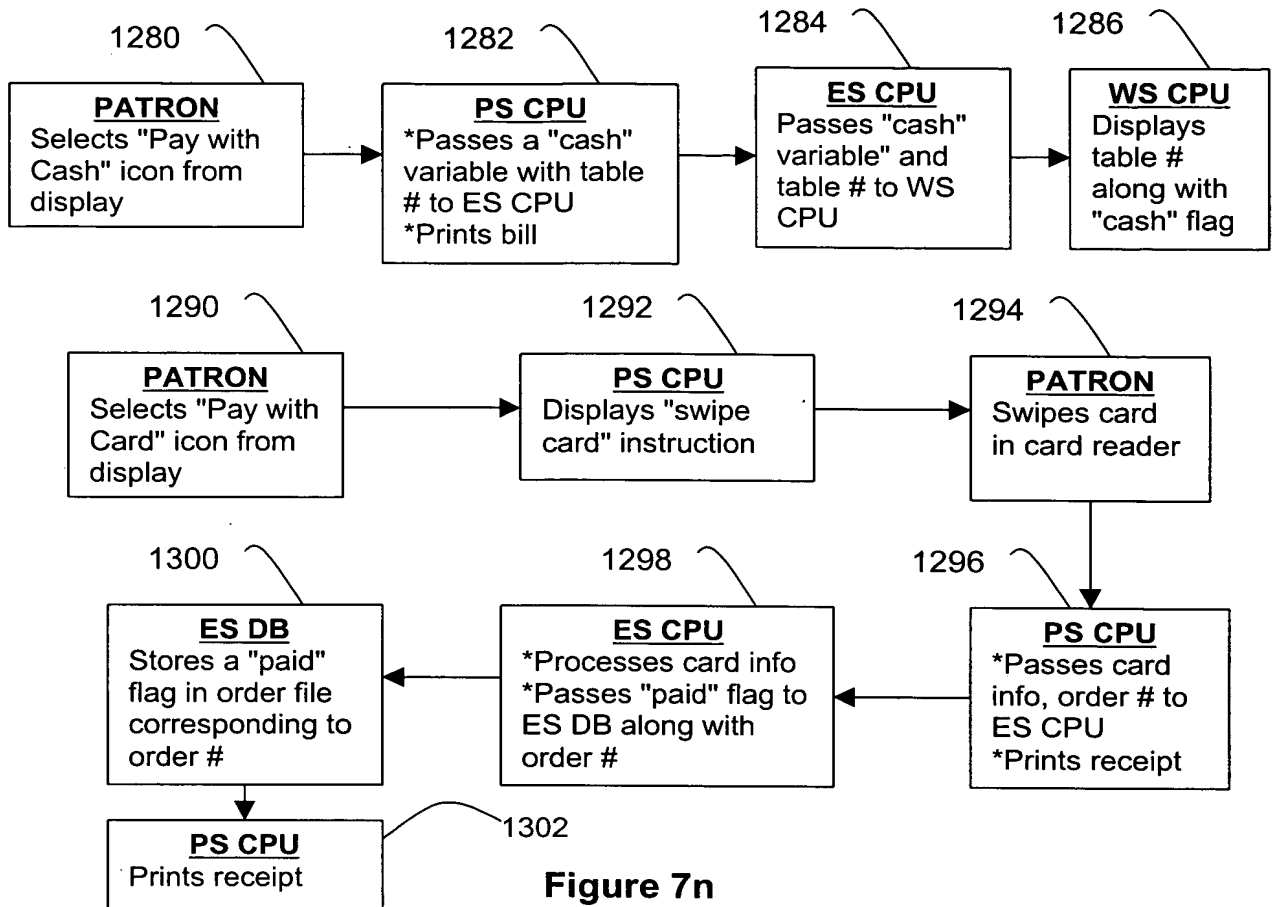 1280
1282
1284
1286
PATRON
Selects "Pay with
Cash" icon from
display
PS CPU
*Passes a "cash"
variable with table
# to ES CPU
*Prints bill
ES CPU
Passes "cash"
variable" and
table # to WS
CPU
WS CPU
Displays
table #
along with
"cash" flag
1290
1292
1294
PATRON
Selects "Pay with
Card" icon from
display
PS CPU
Displays "swipe
card" instruction
PATRON
Swipes card
in card reader
1300
1298
1296
ES DB
Stores a "paid"
flag in order file
corresponding to
order #
ES CPU
*Processes card info
*Passes "paid" flag to
ES DB along with
order #
PS CPU
*Passes card
info, order # to
ES CPU
*Prints receipt
1302
PS CPU
Prints receipt
Figure 7n